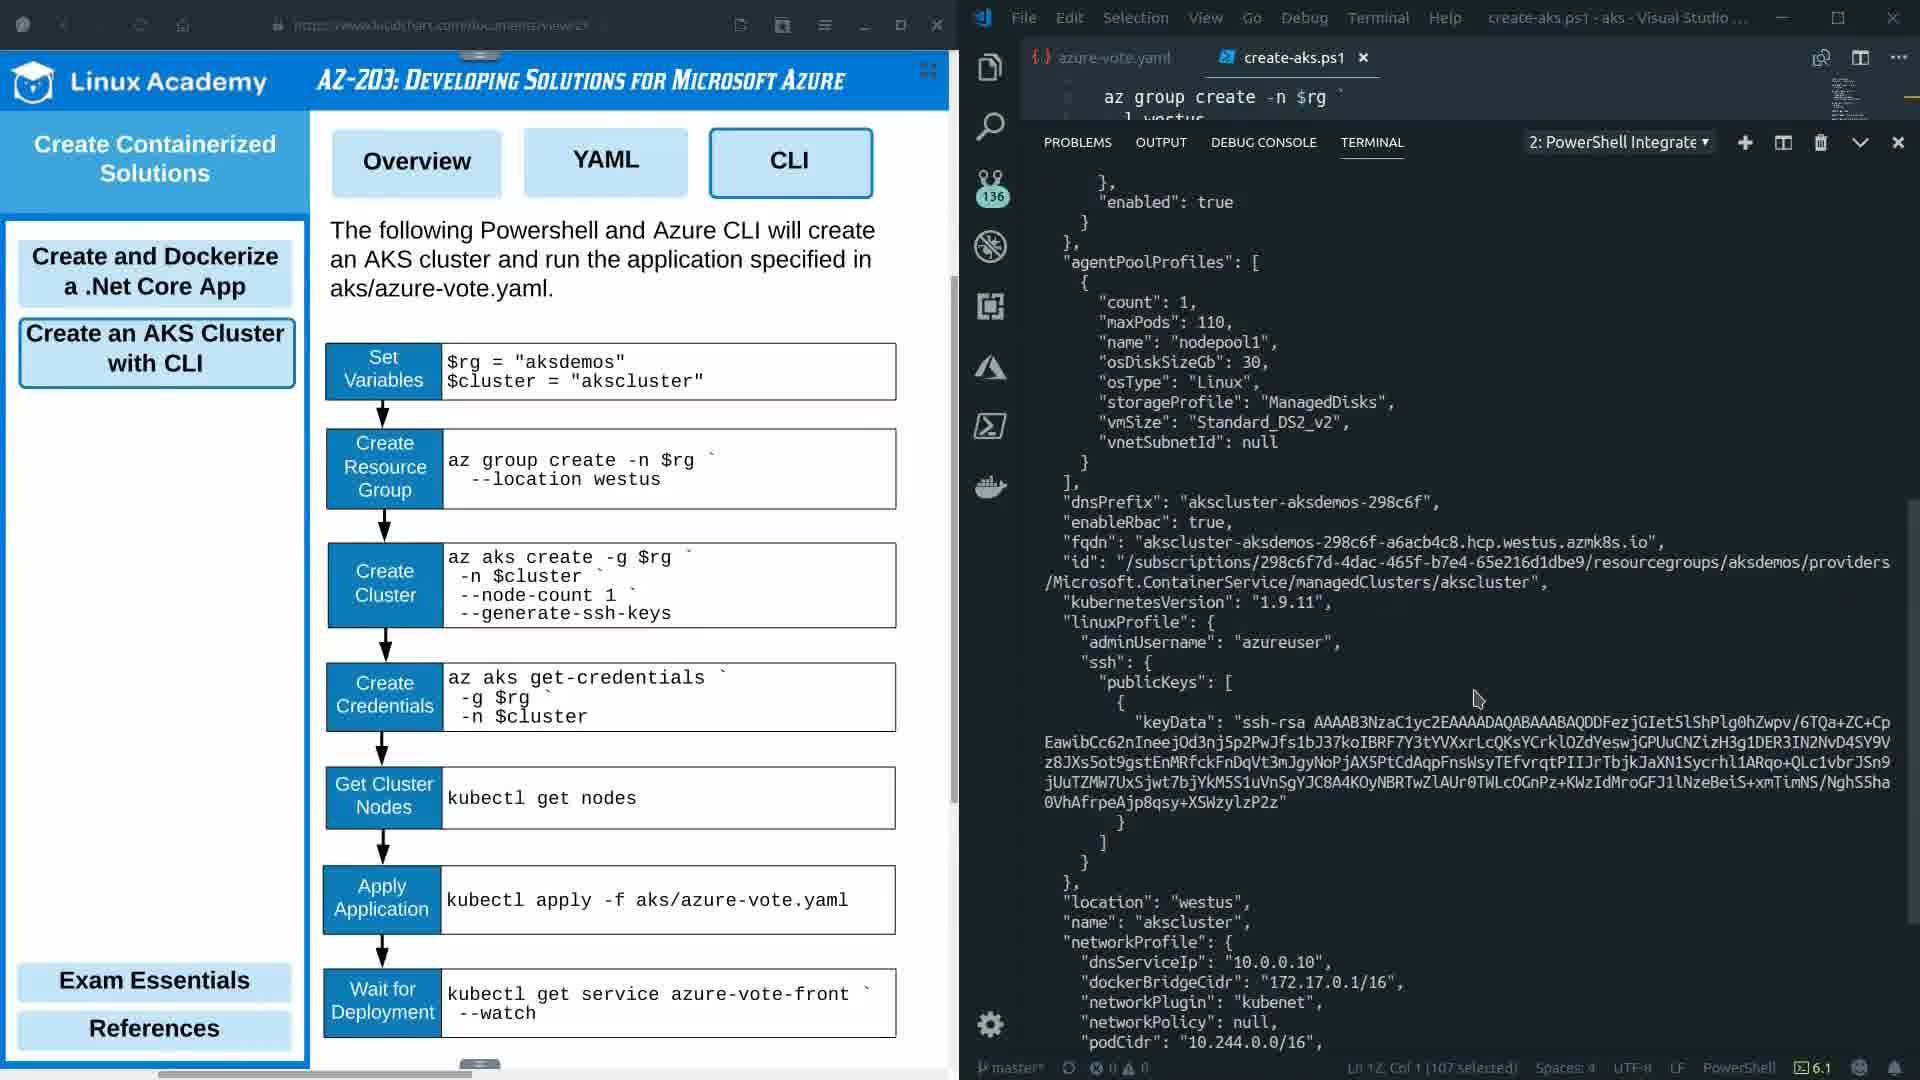 Linux Academy
AZ-203: Developing Solutions for Microsoft Azure
Create Containerized
Solutions
Create and Dockerize
a .Net Core App
Create an AKS Cluster
with CLI
Exam Essentials
References
Overview
YAML
CLI
The following Powershell and Azure CLI will create
an AKS cluster and run the application specified in
aks/azure-vote.yaml.
Set
Variables
$rg = "aksdemos"
$cluster = "akscluster"
Create
Resource
Group
az group create -n $rg `
--location westus
Create
Cluster
az aks create -g $rg `
-n $cluster `
--node-count 1 `
--generate-ssh-keys
Create
Credentials
az aks get-credentials `
-g $rg `
-n $cluster
Get Cluster
Nodes
kubectl get nodes
Apply
Application
kubectl apply -f aks/azure-vote.yaml
Wait for
Deployment
kubectl get service azure-vote-front `
--watch
File Edit Selection View Go Debug Terminal Help create-aks.ps1 - aks - Visual Studio ...
azure-vote.yaml
create-aks.ps1
az group create -n $rg `
PROBLEMS OUTPUT DEBUG CONSOLE TERMINAL
2: PowerShell Integrate
136
},
"enabled": true
}
},
"agentPoolProfiles": [
{
"count": 1,
"maxPods": 110,
"name": "nodepool1",
"osDiskSizeGb": 30,
"osType": "Linux",
"storageProfile": "ManagedDisks",
"vmSize": "Standard_DS2_v2",
"vnetSubnetId": null
}
],
"dnsPrefix": "akscluster-aksdemos-298c6f",
"enableRbac": true,
"fqdn": "akscluster-aksdemos-298c6f-a6acb4c8.hcp.westus.azmk8s.io",
"id": "/subscriptions/298c6f7d-4dac-465f-b7e4-65e216d1dbe9/resourcegroups/aksdemos/providers
/Microsoft.ContainerService/managedClusters/akscluster",
"kubernetesVersion": "1.9.11",
"linuxProfile": {
"adminUsername": "azureuser",
"ssh": {
"publicKeys": [
{
"keyData": "ssh-rsa AAAAB3NzaC1yc2EAAAADAQABAAABAQDDFezjGIet5lShPlg0hZwpv/6TQa+ZC+Cp
EawibCc62nIneejOd3nj5p2PwJfs1bJ37koIBRF7Y3tYVXxrLcQKsYCrklOZdYeswjGPUuCNZizH3g1DER3IN2NvD4SY9V
z8JXs5ot9gstEnMRfckFnDqVt3mJgyNoPjAX5PtCdAqpFnsWsyTEfvrqtPIIJrTbjkJaXN1Sycrhl1ARqo+QLc1vbrJSn9
jUuTZMW7UxSjwt7bjYkM5S1uVnSgYJC8A4KOyNBRTwZlAUr0TWLcOGnPz+KWzIdMroGFJ1lNzeBeiS+xmTimNS/NghS5ha
0VhAfrpeAjp8qsy+XSWzylzP2z"
}
]
}
},
"location": "westus",
"name": "akscluster",
"networkProfile": {
"dnsServiceIp": "10.0.0.10",
"dockerBridgeCidr": "172.17.0.1/16",
"networkPlugin": "kubenet",
"networkPolicy": null,
"podCidr": "10.244.0.0/16",
master* 0 0 Ln 12, Col 1 (107 selected) Spaces: 4 UTF-8 LF PowerShell 6.1